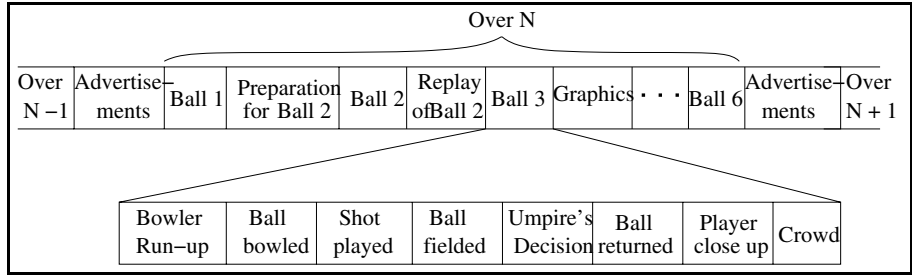 Over N
Over
N −1
Advertise−
ments
Ball 1
Preparation
for Ball 2
Ball 2
Replay
ofBall 2
Ball 3
Graphics
. . .
Ball 6
Advertise−
ments
Over
N + 1
Bowler
Run−up
Ball
bowled
Shot
played
Ball
fielded
Umpire's
Decision
Ball
returned
Player
close up
Crowd